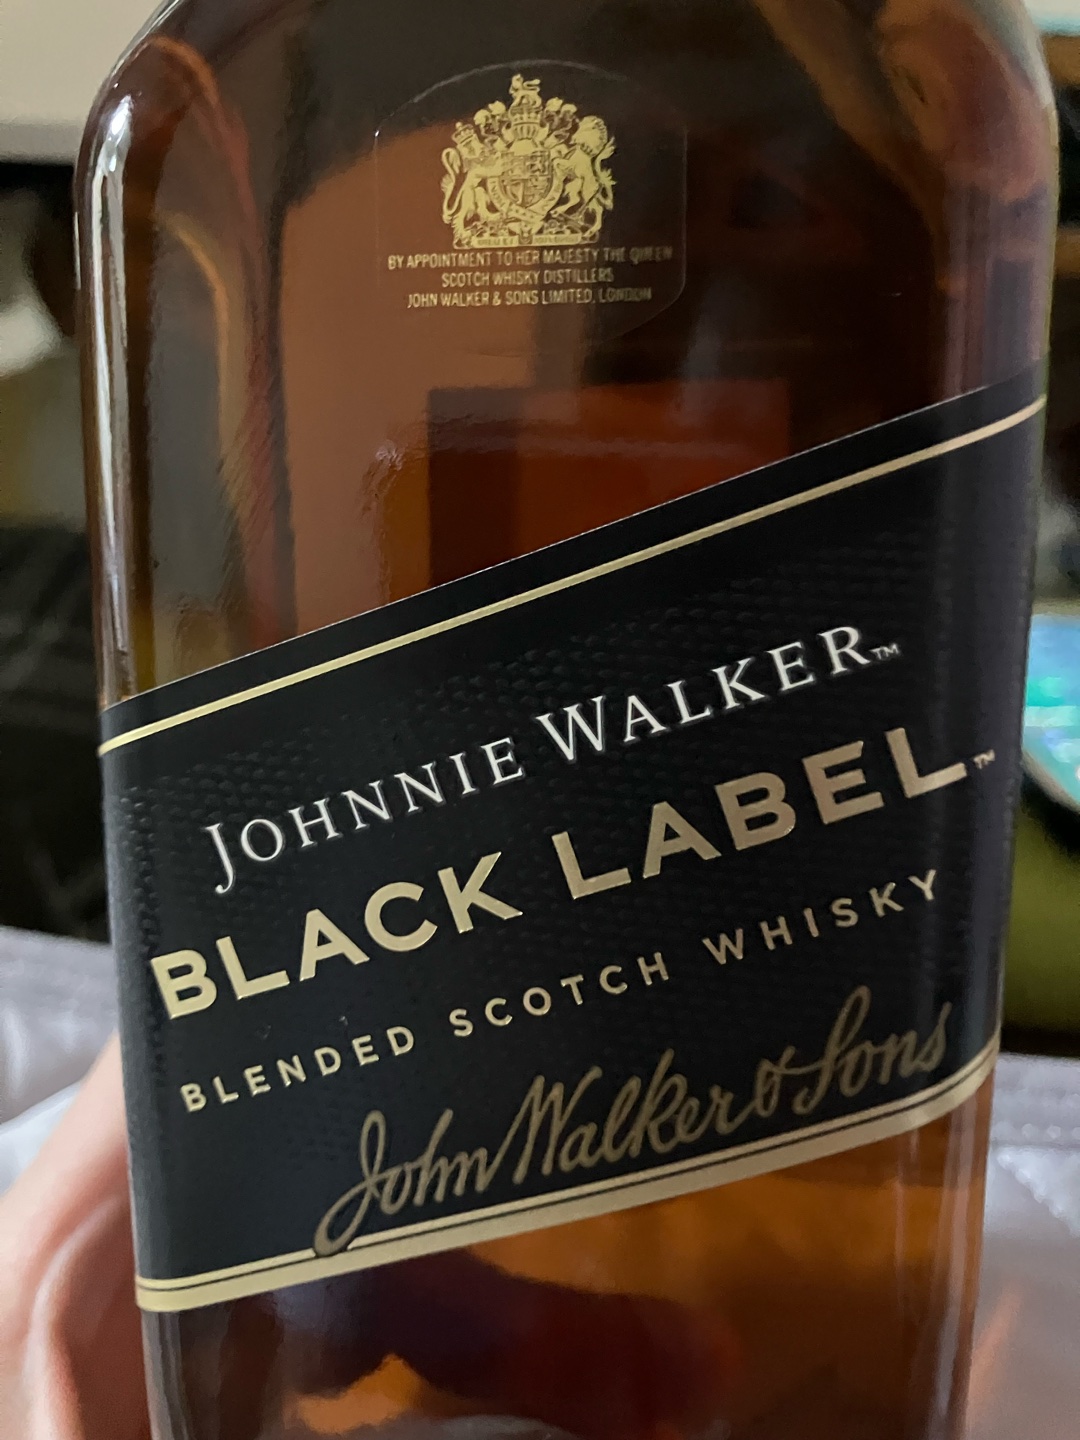 BY APPOINTMENT TO HER MAJESTY THE QUEEN
SCOTCH WHISKY DISTILLERS
JOHN WALKER & SONS LIMITED, LONDON
JOHNNIE WALKER™
BLACK LABEL™
BLENDED SCOTCH WHISKY
John Walker & Sons